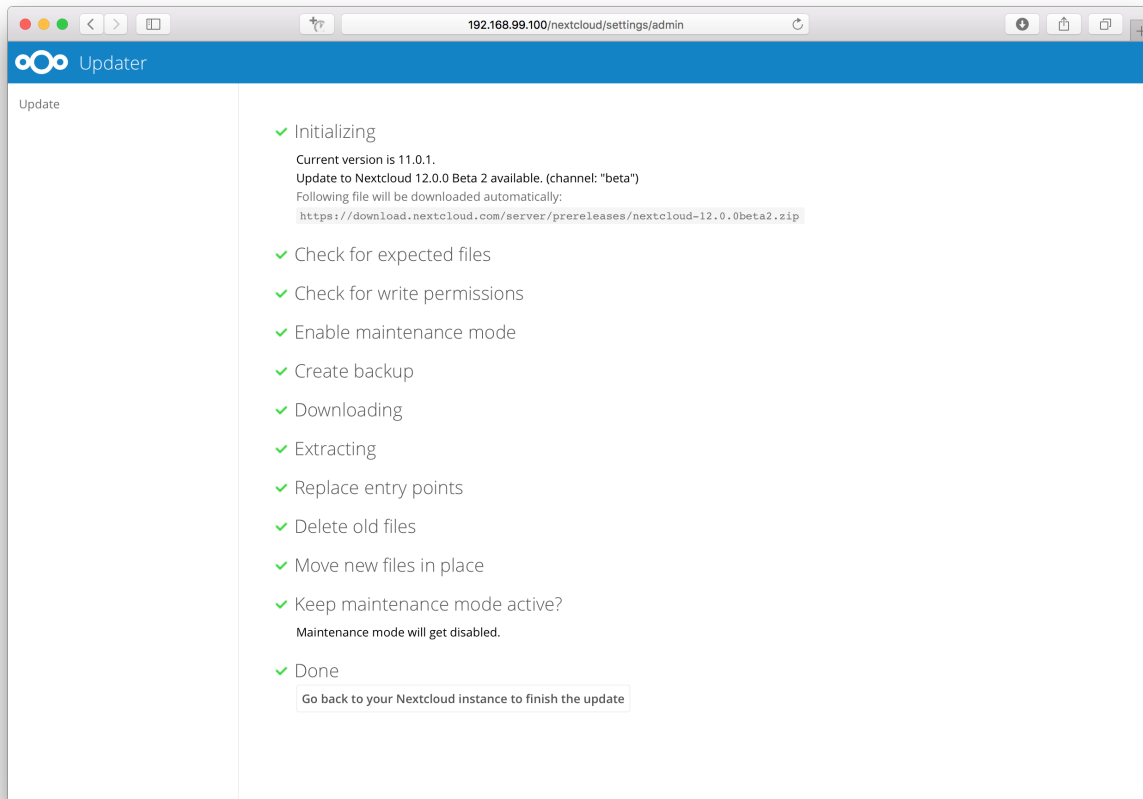 192.168.99.100/nextcloud/settings/admin
Updater
Update
Initializing
Current version is 11.0.1.
Update to Nextcloud 12.0.0 Beta 2 available. (channel: "beta")
Following file will be downloaded automatically:
https://download.nextcloud.com/server/prereleases/nextcloud-12.0.0beta2.zip
Check for expected files
Check for write permissions
Enable maintenance mode
Create backup
Downloading
Extracting
Replace entry points
Delete old files
Move new files in place
Keep maintenance mode active?
Maintenance mode will get disabled.
Done
Go back to your Nextcloud instance to finish the update